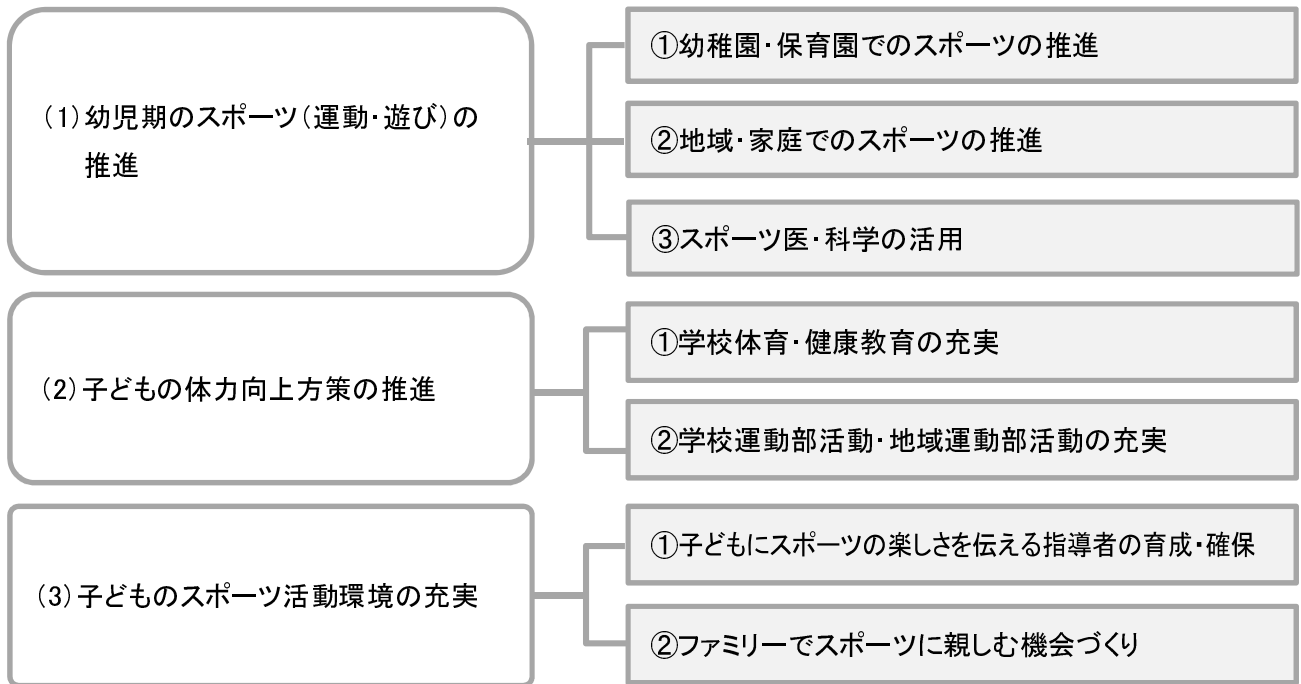 (1)幼児期のスポーツ(運動・遊び)の
推進
①幼稚園・保育園でのスポーツの推進
②地域・家庭でのスポーツの推進
③スポーツ医・科学の活用
(2)子どもの体力向上方策の推進
①学校体育・健康教育の充実
②学校運動部活動・地域運動部活動の充実
(3)子どものスポーツ活動環境の充実
①子どもにスポーツの楽しさを伝える指導者の育成・確保
②ファミリーでスポーツに親しむ機会づくり